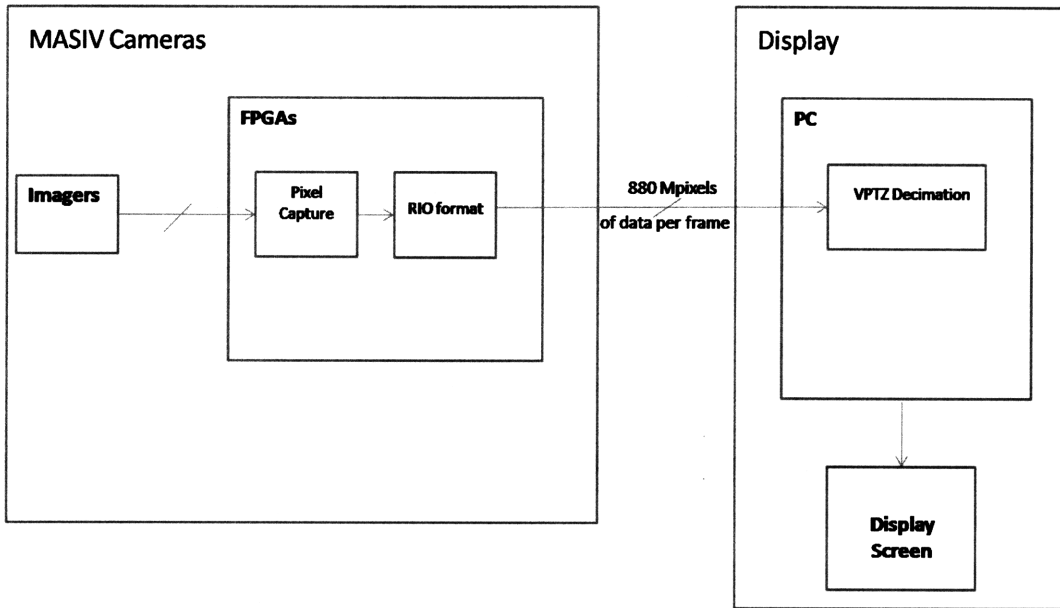 MASIV Cameras
FPGAs
Imagers
Pixel
Capture
RIO format
880 Mpixels
of data per frame
Display
PC
VPTZ Decimation
Display
Screen